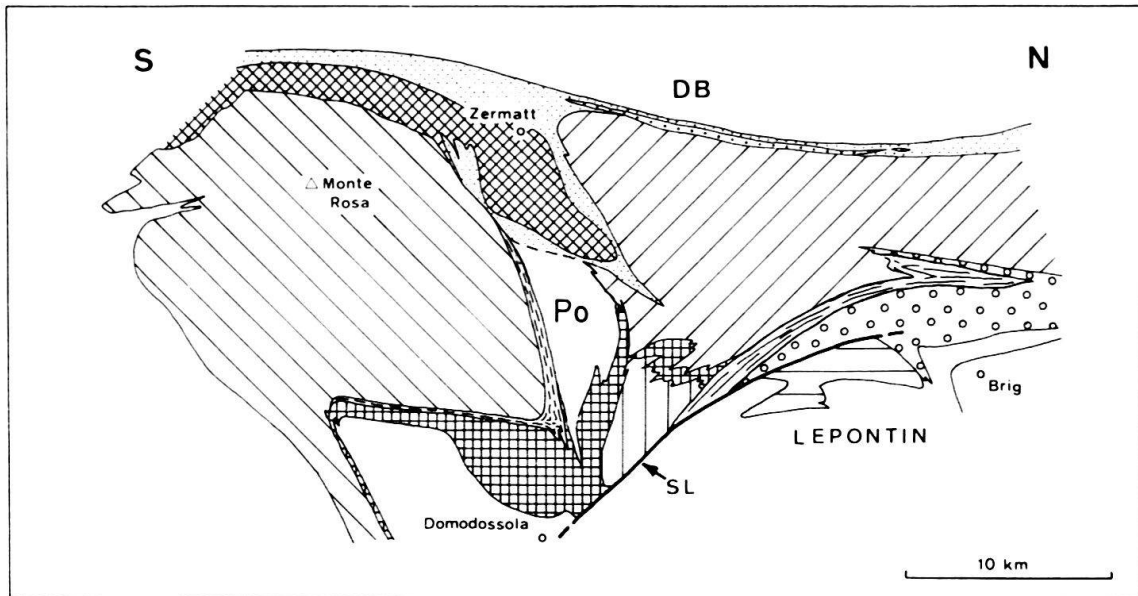 S
N
DB
Zermatt
Monte
Rosa
Po
Brig
LEPONTIN
SL
Domodossola
10 km